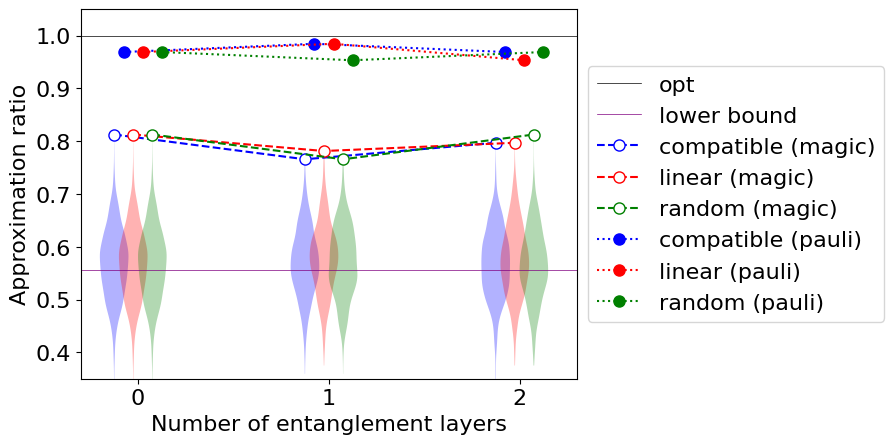 1.0
0.9
0.8
0.7
0.6
0.5
0.4
Approximation ratio
0 1 2
Number of entanglement layers
opt
lower bound
compatible (magic)
linear (magic)
random (magic)
compatible (pauli)
linear (pauli)
random (pauli)